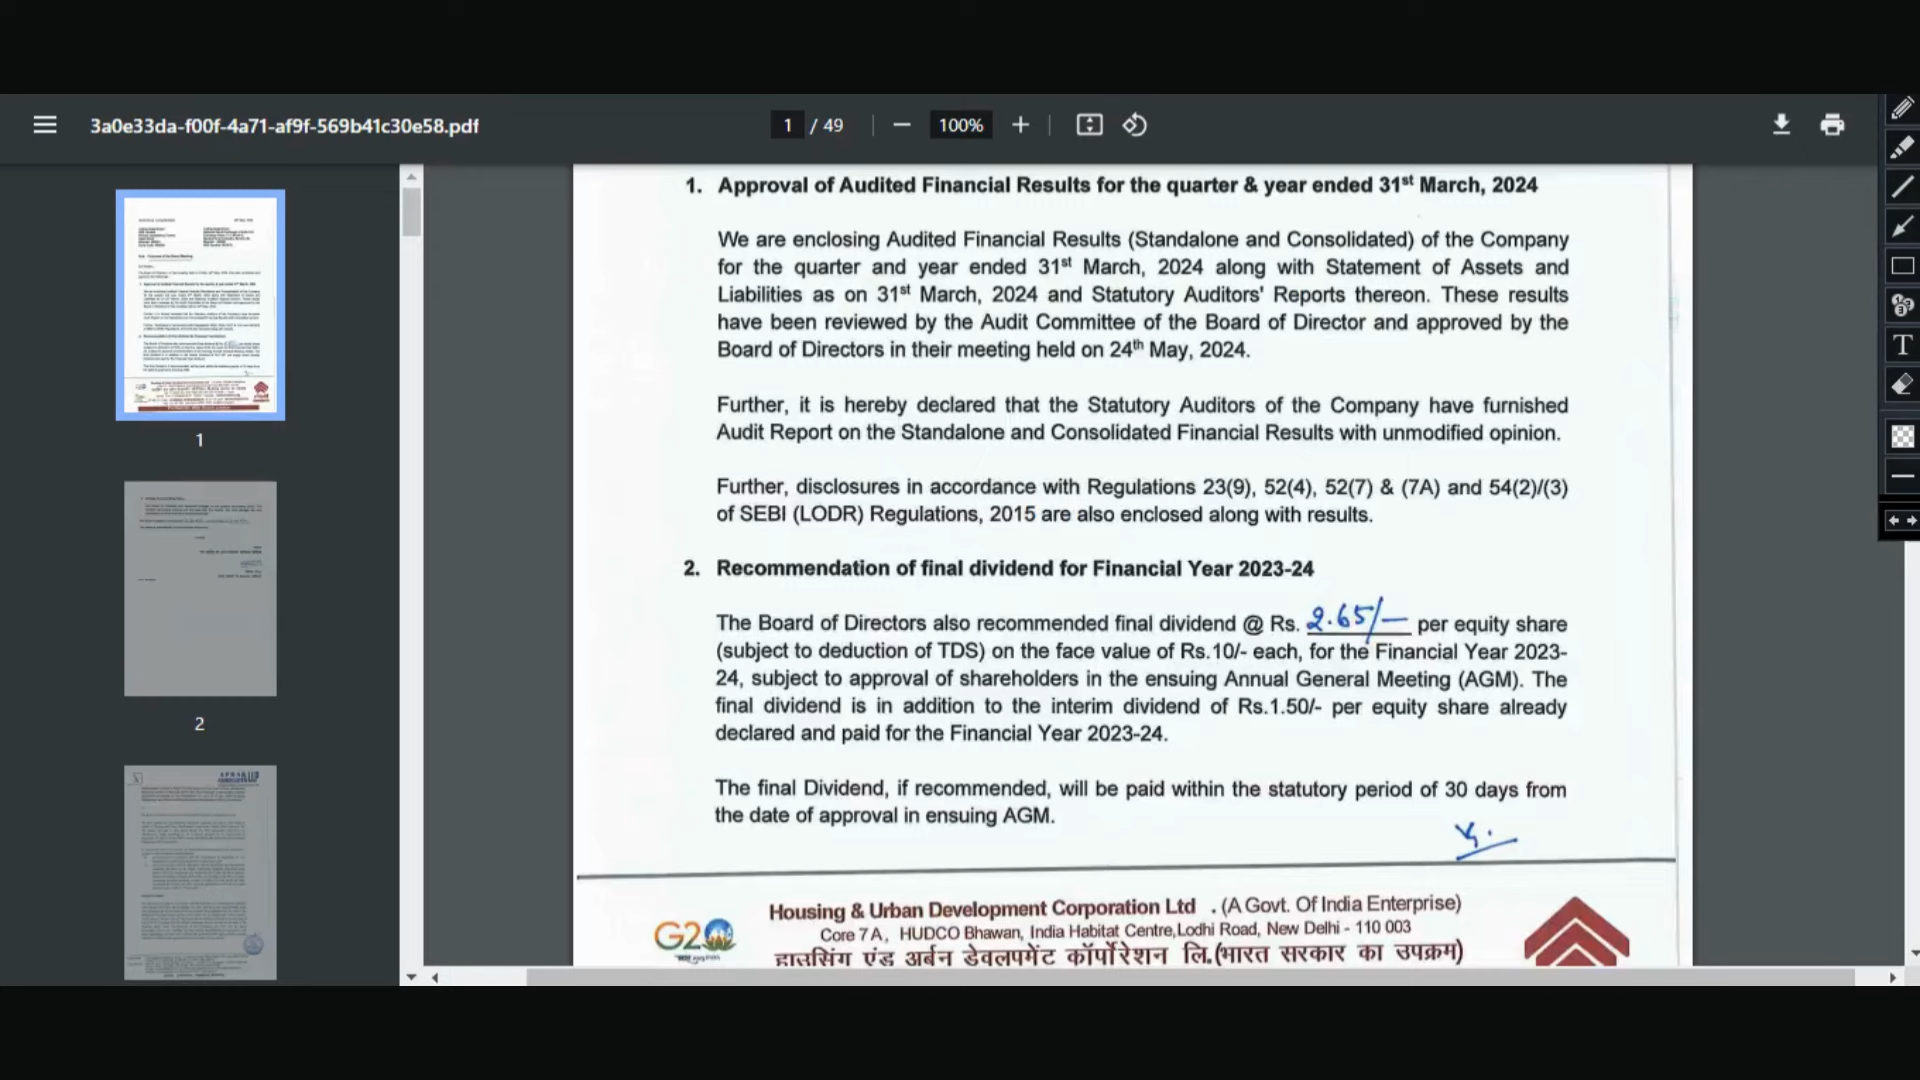 3a0e33da-f00f-4a71-af9f-569b41c30e58.pdf
1 / 49
100%
1. Approval of Audited Financial Results for the quarter & year ended 31st March, 2024
We are enclosing Audited Financial Results (Standalone and Consolidated) of the Company
for the quarter and year ended 31st March, 2024 along with Statement of Assets and
Liabilities as on 31st March, 2024 and Statutory Auditors' Reports thereon. These results
have been reviewed by the Audit Committee of the Board of Director and approved by the
Board of Directors in their meeting held on 24th May, 2024.
Further, it is hereby declared that the Statutory Auditors of the Company have furnished
Audit Report on the Standalone and Consolidated Financial Results with unmodified opinion.
Further, disclosures in accordance with Regulations 23(9), 52(4), 52(7) & (7A) and 54(2)/(3)
of SEBI (LODR) Regulations, 2015 are also enclosed along with results.
2. Recommendation of final dividend for Financial Year 2023-24
The Board of Directors also recommended final dividend @ Rs. 2.65/- per equity share
(subject to deduction of TDS) on the face value of Rs.10/- each, for the Financial Year 2023-
24, subject to approval of shareholders in the ensuing Annual General Meeting (AGM). The
final dividend is in addition to the interim dividend of Rs.1.50/- per equity share already
declared and paid for the Financial Year 2023-24.
The final Dividend, if recommended, will be paid within the statutory period of 30 days from
the date of approval in ensuing AGM.
G20
Housing & Urban Development Corporation Ltd . (A Govt. Of India Enterprise)
Core 7A, HUDCO Bhawan, India Habitat Centre, Lodhi Road, New Delhi - 110 003
हाउसिंग एंड अर्बन डेवलपमेंट कॉर्पोरेशन लि.(भारत सरकार का उपक्रम)
1
2
T